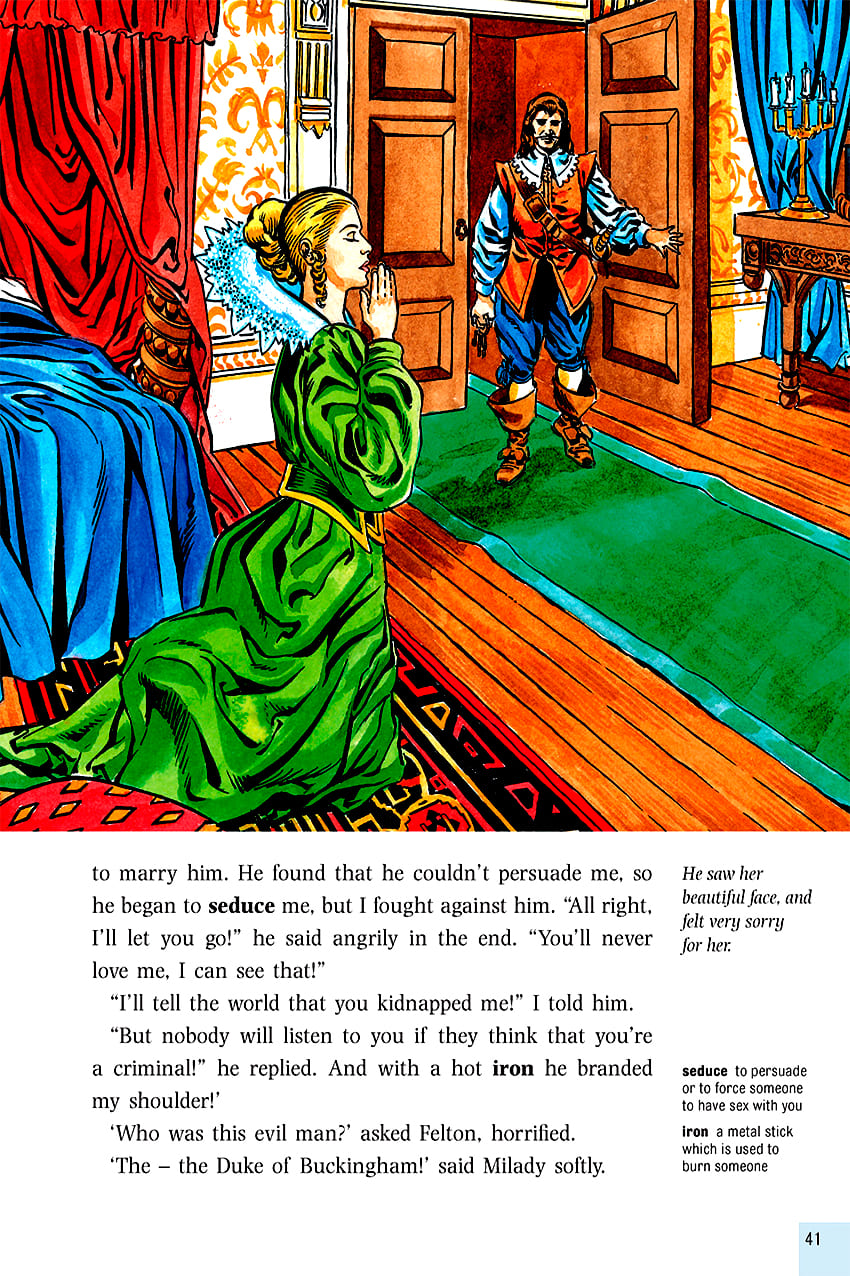 to marry him. He found that he couldn't persuade me, so
he began to seduce me, but I fought against him. “All right,
I'll let you go!” he said angrily in the end. “You'll never
love me, I can see that!”
“I'll tell the world that you kidnapped me!” I told him.
“But nobody will listen to you if they think that you're
a criminal!” he replied. And with a hot iron he branded
my shoulder!’
‘Who was this evil man?’ asked Felton, horrified.
‘The – the Duke of Buckingham!’ said Milady softly.
He saw her
beautiful face, and
felt very sorry
for her.
seduce to persuade
or to force someone
to have sex with you
iron a metal stick
which is used to
burn someone
41